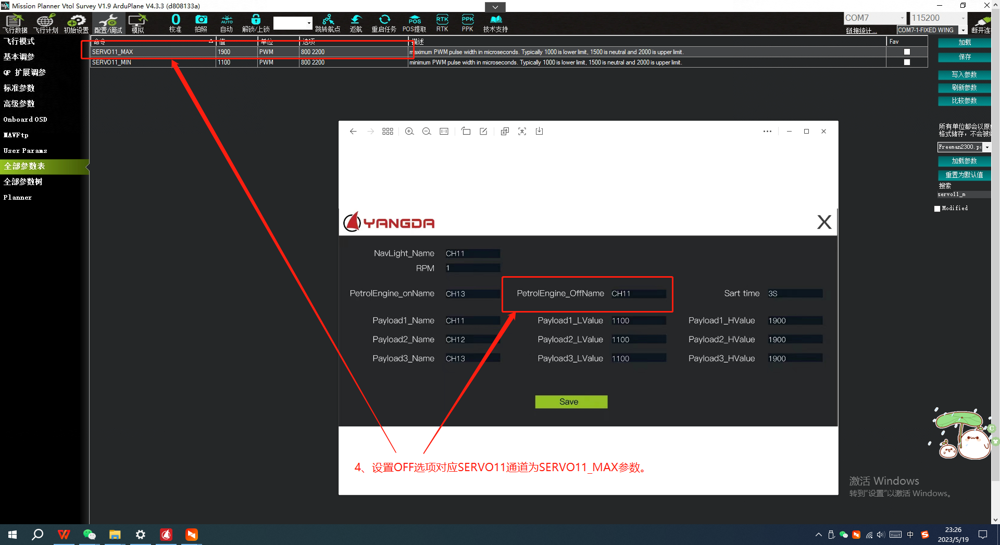 Mission Planner Vtol Survey V1.9 ArduPlane V4.3.3 (d808133a)
飞行数据 飞行计划 初始设置 配置/调试 模拟 校准 拍照 自动 解锁/上锁 跳转航点 返航 重启任务 POS提取 RTK PPK 技术支持
AUTO POS RTK PPK
COM7 115200
链接统计... COM7-1-FIXED WING 断开连
飞行模式
基本调参
QP 扩展调参
标准参数
高级参数
Onboard OSD
MAVFtp
User Params
全部参数表
全部参数树
Planner
命令 值 单位 选项 描述 Fav
SERVO11_MAX 1900 PWM 800 2200 maximum PWM pulse width in microseconds. Typically 1000 is lower limit, 1500 is neutral and 2000 is upper limit.
SERVO11_MIN 1100 PWM 800 2200 minimum PWM pulse width in microseconds. Typically 1000 is lower limit, 1500 is neutral and 2000 is upper limit.
加载
保存
写入参数
刷新参数
比较参数
所有单位都会以原
格式储存，不会被
Freeman2300.p
加载参数
重置为默认值
搜索
servo11_m
Modified
YANGDA X
NavLight_Name CH11
RPM 1
PetrolEngine_onName CH13 PetrolEngine_OffName CH11 Sart time 3S
Payload1_Name CH11 Payload1_LValue 1100 Payload1_HValue 1900
Payload2_Name CH12 Payload2_LValue 1100 Payload2_HValue 1900
Payload3_Name CH13 Payload3_LValue 1100 Payload3_HValue 1900
Save
4、设置OFF选项对应SERVO11通道为SERVO11_MAX参数。
激活 Windows
转到"设置"以激活 Windows。
中
23:26
2023/5/19